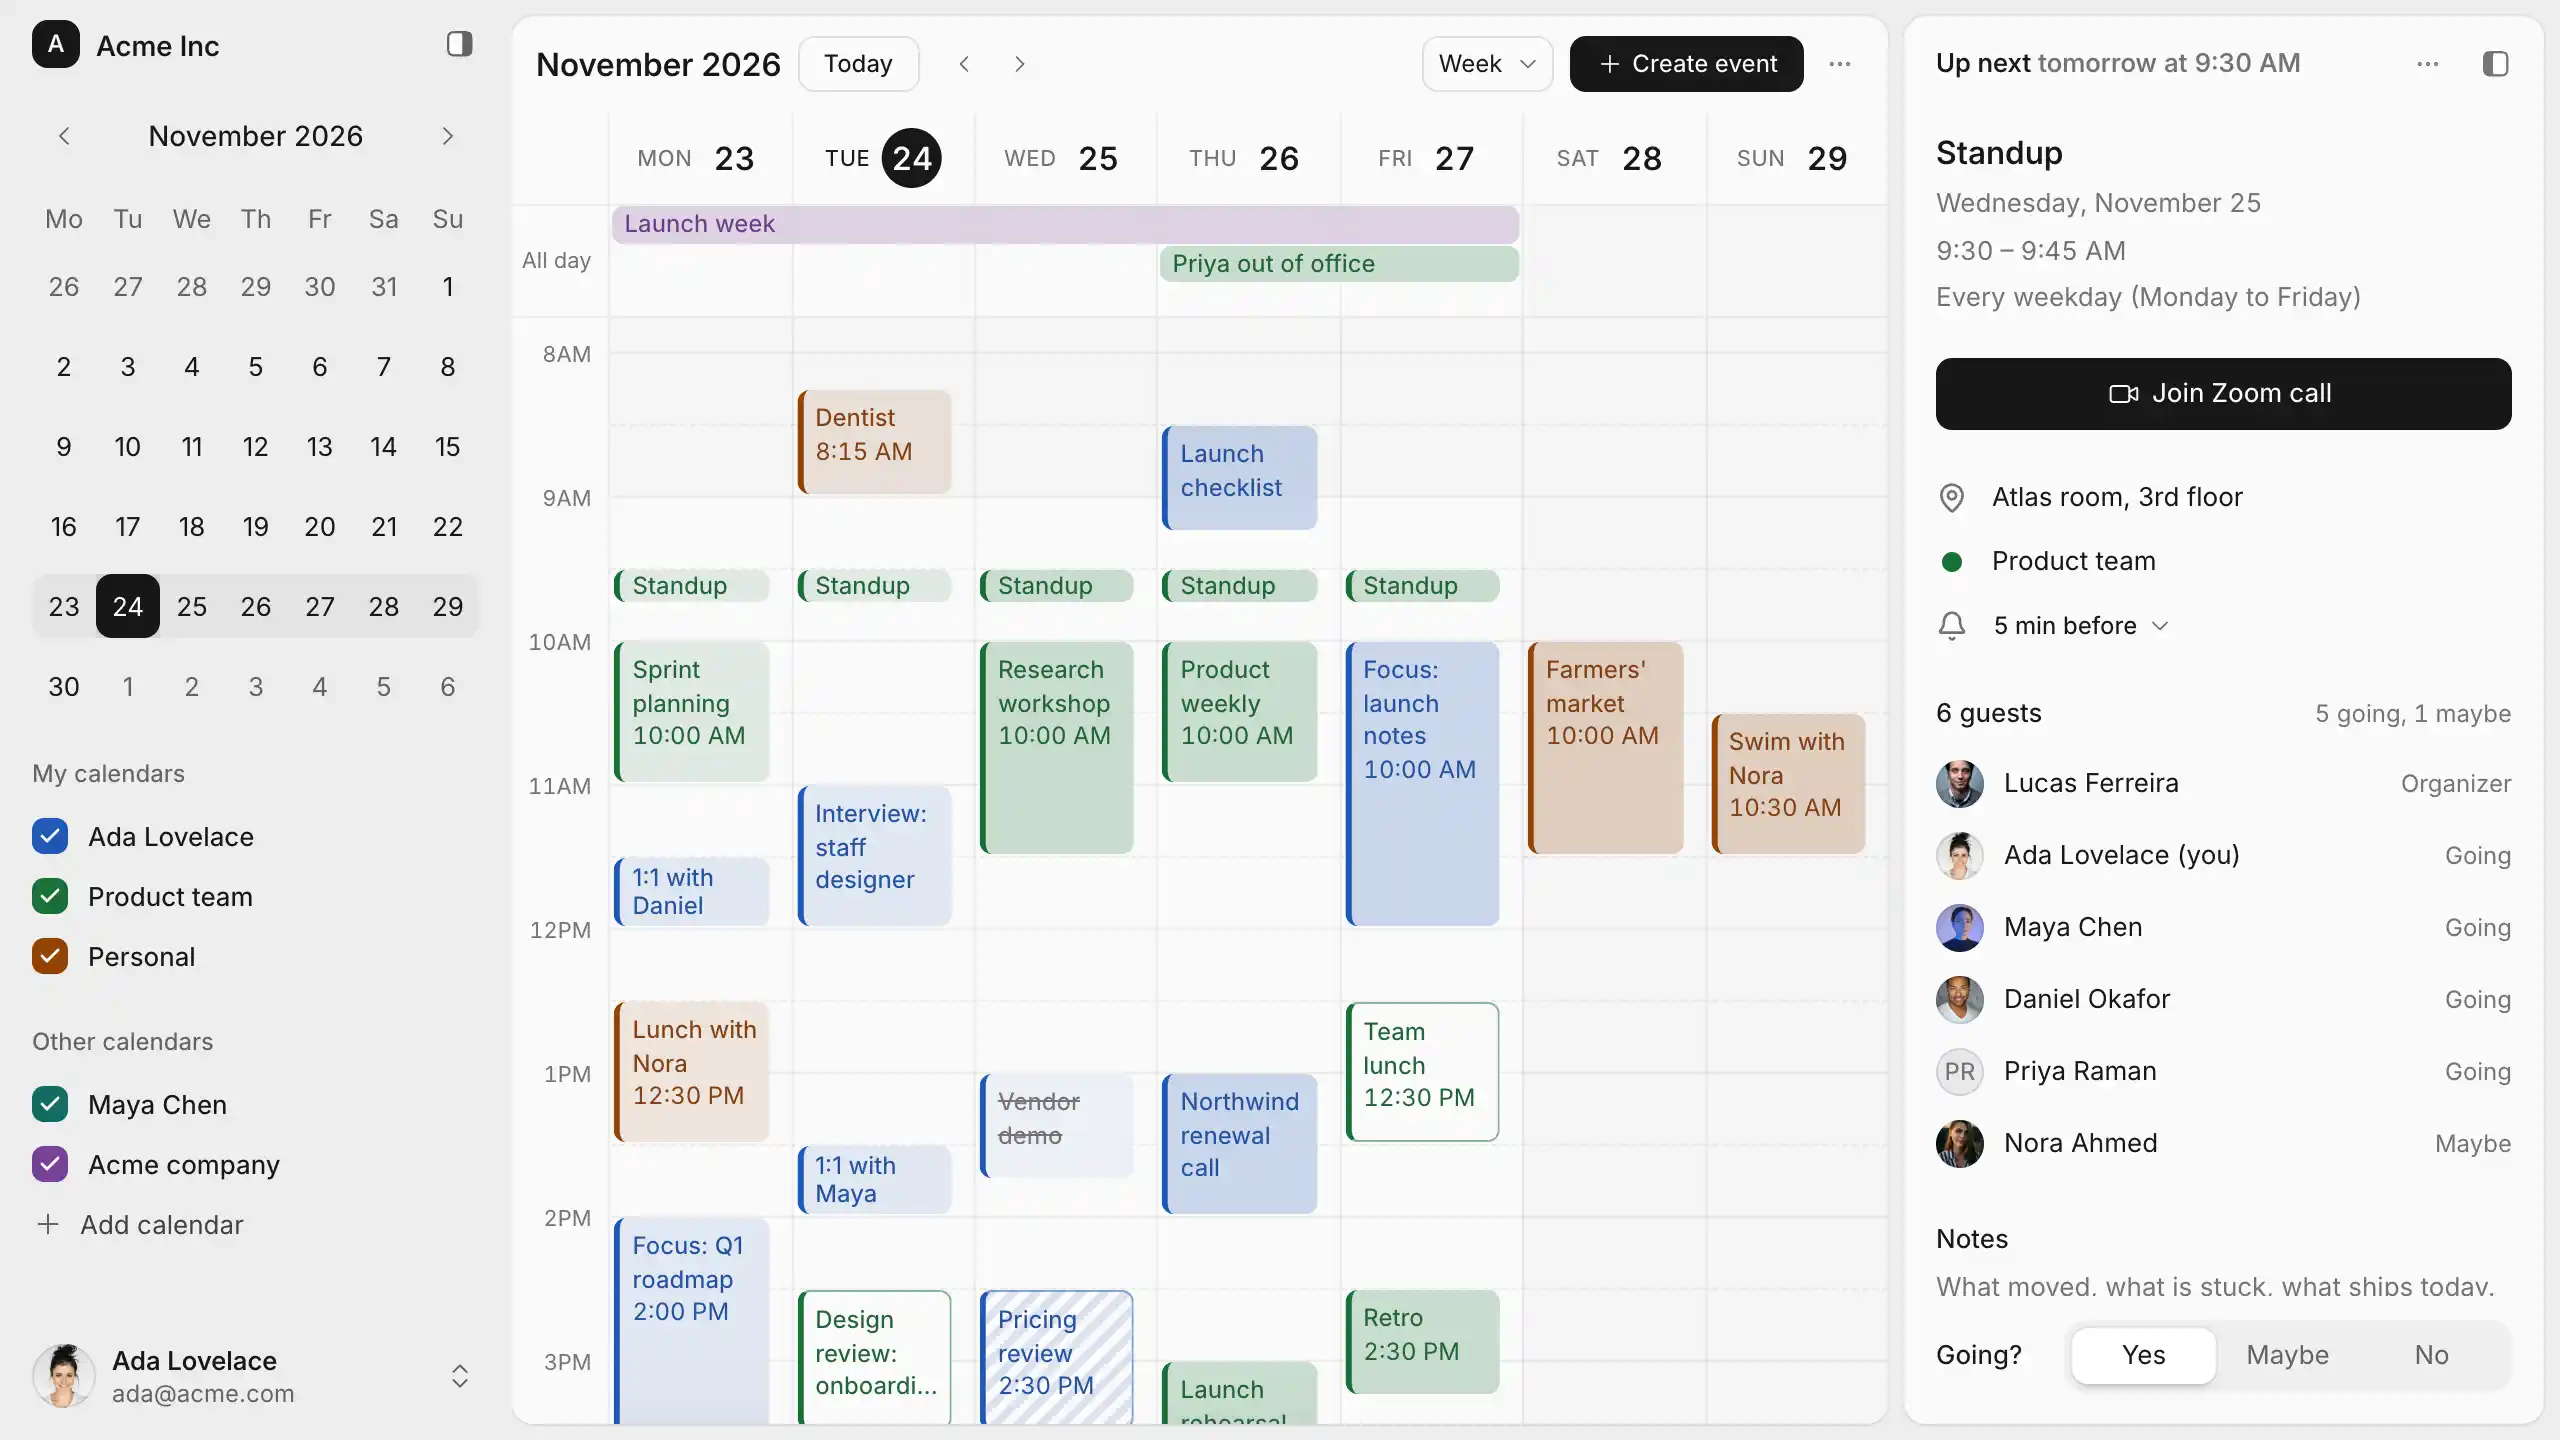 A Acme Inc
November 2026
Mo Tu We Th Fr Sa Su
26 27 28 29 30 31 1
2 3 4 5 6 7 8
9 10 11 12 13 14 15
16 17 18 19 20 21 22
23 24 25 26 27 28 29
30 1 2 3 4 5 6
My calendars
Ada Lovelace
Product team
Personal
Other calendars
Maya Chen
Acme company
Add calendar
Ada Lovelace
ada@acme.com
November 2026 Today Week Create event
MON 23 TUE 24 WED 25 THU 26 FRI 27 SAT 28 SUN 29
All day
Launch week
Priya out of office
8AM
9AM
10AM
11AM
12PM
1PM
2PM
3PM
Standup
Sprint
planning
10:00 AM
1:1 with
Daniel
Lunch with
Nora
12:30 PM
Focus: Q1
roadmap
2:00 PM
Dentist
8:15 AM
Standup
Interview:
staff
designer
1:1 with
Maya
Design
review:
onboardi...
Standup
Research
workshop
10:00 AM
Vendor
demo
Pricing
review
2:30 PM
Launch
checklist
Standup
Product
weekly
10:00 AM
Northwind
renewal
call
Launch
rehearsal
Standup
Focus:
launch
notes
10:00 AM
Team
lunch
12:30 PM
Retro
2:30 PM
Farmers'
market
10:00 AM
Swim with
Nora
10:30 AM
Up next tomorrow at 9:30 AM
Standup
Wednesday, November 25
9:30 – 9:45 AM
Every weekday (Monday to Friday)
Join Zoom call
Atlas room, 3rd floor
Product team
5 min before
6 guests 5 going, 1 maybe
Lucas Ferreira Organizer
Ada Lovelace (you) Going
Maya Chen Going
Daniel Okafor Going
PR Priya Raman Going
Nora Ahmed Maybe
Notes
What moved, what is stuck, what ships today.
Going? Yes Maybe No